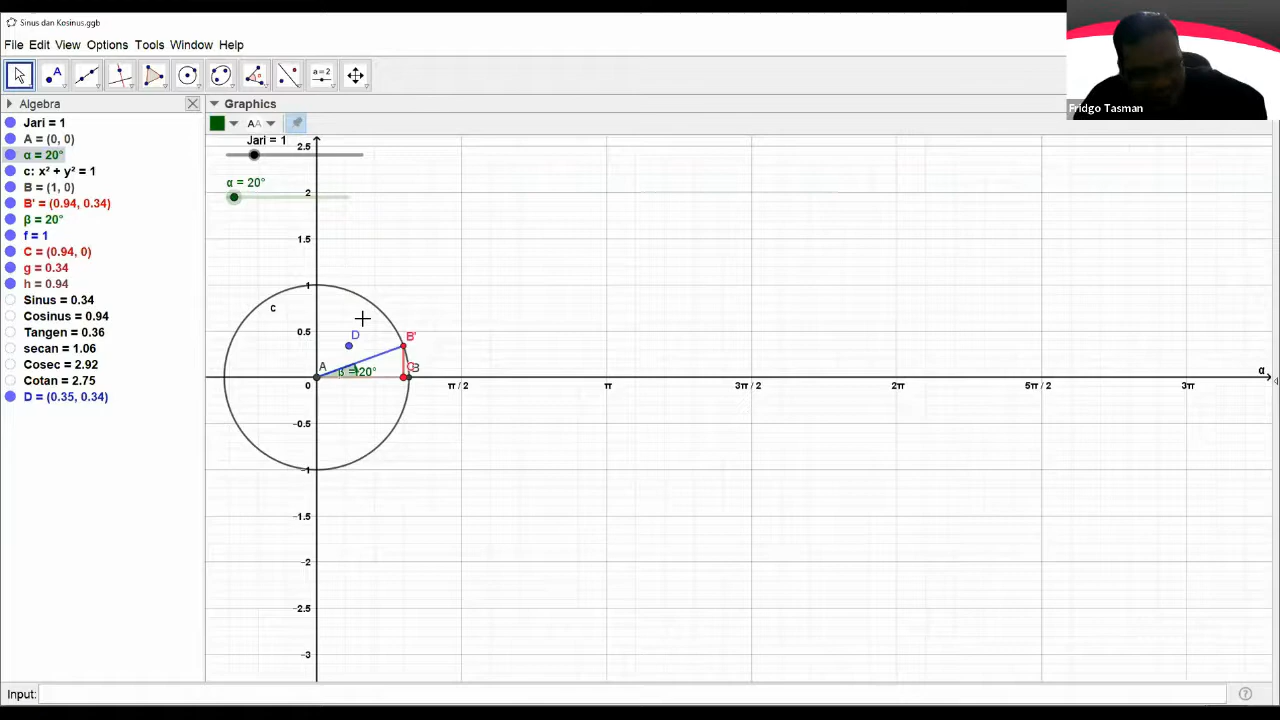 Sinus dan Kosinus.ggb
File Edit View Options Tools Window Help
A
a=2
Fridgo Tasman
Algebra
Graphics
AA
Jari = 1
A = (0, 0)
α = 20°
c: x² + y² = 1
B = (1, 0)
B' = (0.94, 0.34)
β = 20°
f = 1
C = (0.94, 0)
g = 0.34
h = 0.94
Sinus = 0.34
Cosinus = 0.94
Tangen = 0.36
secan = 1.06
Cosec = 2.92
Cotan = 2.75
D = (0.35, 0.34)
Jari = 1
α = 20°
2.5
2
1.5
1
0.5
0
−0.5
−1
−1.5
−2
−2.5
−3
c
D
B'
A
β = 20°
C
B
π / 2
π
3π / 2
2π
5π / 2
3π
α
Input:
?